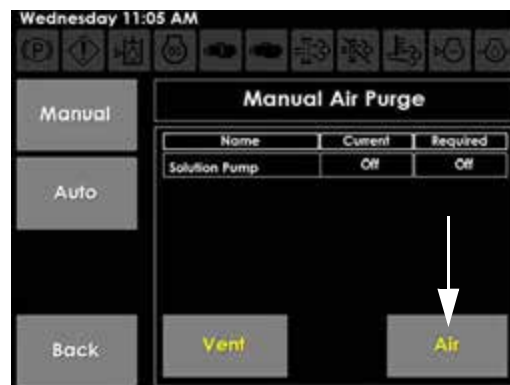 Wednesday 11:05 AM
Manual
Manual Air Purge
Name Current Required
Solution Pump Off Off
Auto
Back
Vent
Air